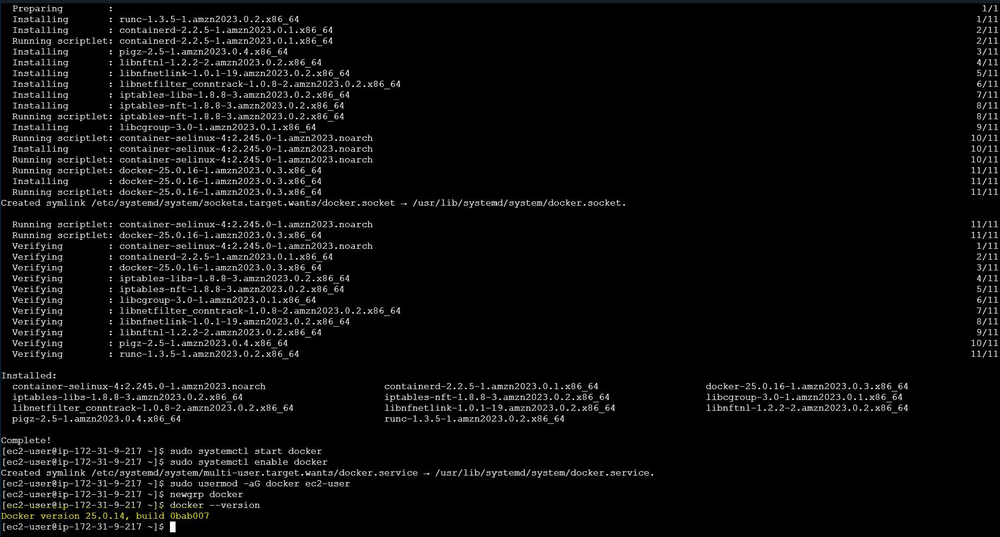 Preparing : 1/1
Installing : runc-1.3.5-1.amzn2023.0.2.x86_64 1/11
Installing : containerd-2.2.5-1.amzn2023.0.1.x86_64 2/11
Running scriptlet: containerd-2.2.5-1.amzn2023.0.1.x86_64 2/11
Installing : pigz-2.5-1.amzn2023.0.4.x86_64 3/11
Installing : libnftnl-1.2.2-2.amzn2023.0.2.x86_64 4/11
Installing : libnfnetlink-1.0.1-19.amzn2023.0.2.x86_64 5/11
Installing : libnetfilter_conntrack-1.0.8-2.amzn2023.0.2.x86_64 6/11
Installing : iptables-libs-1.8.8-3.amzn2023.0.2.x86_64 7/11
Installing : iptables-nft-1.8.8-3.amzn2023.0.2.x86_64 8/11
Running scriptlet: iptables-nft-1.8.8-3.amzn2023.0.2.x86_64 8/11
Installing : libcgroup-3.0-1.amzn2023.0.1.x86_64 9/11
Running scriptlet: container-selinux-4:2.245.0-1.amzn2023.noarch 10/11
Installing : container-selinux-4:2.245.0-1.amzn2023.noarch 10/11
Running scriptlet: container-selinux-4:2.245.0-1.amzn2023.noarch 10/11
Running scriptlet: docker-25.0.16-1.amzn2023.0.3.x86_64 11/11
Installing : docker-25.0.16-1.amzn2023.0.3.x86_64 11/11
Running scriptlet: docker-25.0.16-1.amzn2023.0.3.x86_64 11/11
Created symlink /etc/systemd/system/sockets.target.wants/docker.socket → /usr/lib/systemd/system/docker.socket.
Running scriptlet: container-selinux-4:2.245.0-1.amzn2023.noarch 11/11
Running scriptlet: docker-25.0.16-1.amzn2023.0.3.x86_64 11/11
Verifying : container-selinux-4:2.245.0-1.amzn2023.noarch 1/11
Verifying : containerd-2.2.5-1.amzn2023.0.1.x86_64 2/11
Verifying : docker-25.0.16-1.amzn2023.0.3.x86_64 3/11
Verifying : iptables-libs-1.8.8-3.amzn2023.0.2.x86_64 4/11
Verifying : iptables-nft-1.8.8-3.amzn2023.0.2.x86_64 5/11
Verifying : libcgroup-3.0-1.amzn2023.0.1.x86_64 6/11
Verifying : libnetfilter_conntrack-1.0.8-2.amzn2023.0.2.x86_64 7/11
Verifying : libnfnetlink-1.0.1-19.amzn2023.0.2.x86_64 8/11
Verifying : libnftnl-1.2.2-2.amzn2023.0.2.x86_64 9/11
Verifying : pigz-2.5-1.amzn2023.0.4.x86_64 10/11
Verifying : runc-1.3.5-1.amzn2023.0.2.x86_64 11/11
Installed:
container-selinux-4:2.245.0-1.amzn2023.noarch containerd-2.2.5-1.amzn2023.0.1.x86_64 docker-25.0.16-1.amzn2023.0.3.x86_64
iptables-libs-1.8.8-3.amzn2023.0.2.x86_64 iptables-nft-1.8.8-3.amzn2023.0.2.x86_64 libcgroup-3.0-1.amzn2023.0.1.x86_64
libnetfilter_conntrack-1.0.8-2.amzn2023.0.2.x86_64 libnfnetlink-1.0.1-19.amzn2023.0.2.x86_64 libnftnl-1.2.2-2.amzn2023.0.2.x86_64
pigz-2.5-1.amzn2023.0.4.x86_64 runc-1.3.5-1.amzn2023.0.2.x86_64
Complete!
[ec2-user@ip-172-31-9-217 ~]$ sudo systemctl start docker
[ec2-user@ip-172-31-9-217 ~]$ sudo systemctl enable docker
Created symlink /etc/systemd/system/multi-user.target.wants/docker.service → /usr/lib/systemd/system/docker.service.
[ec2-user@ip-172-31-9-217 ~]$ sudo usermod -aG docker ec2-user
[ec2-user@ip-172-31-9-217 ~]$ newgrp docker
[ec2-user@ip-172-31-9-217 ~]$ docker --version
Docker version 25.0.14, build 0bab007
[ec2-user@ip-172-31-9-217 ~]$